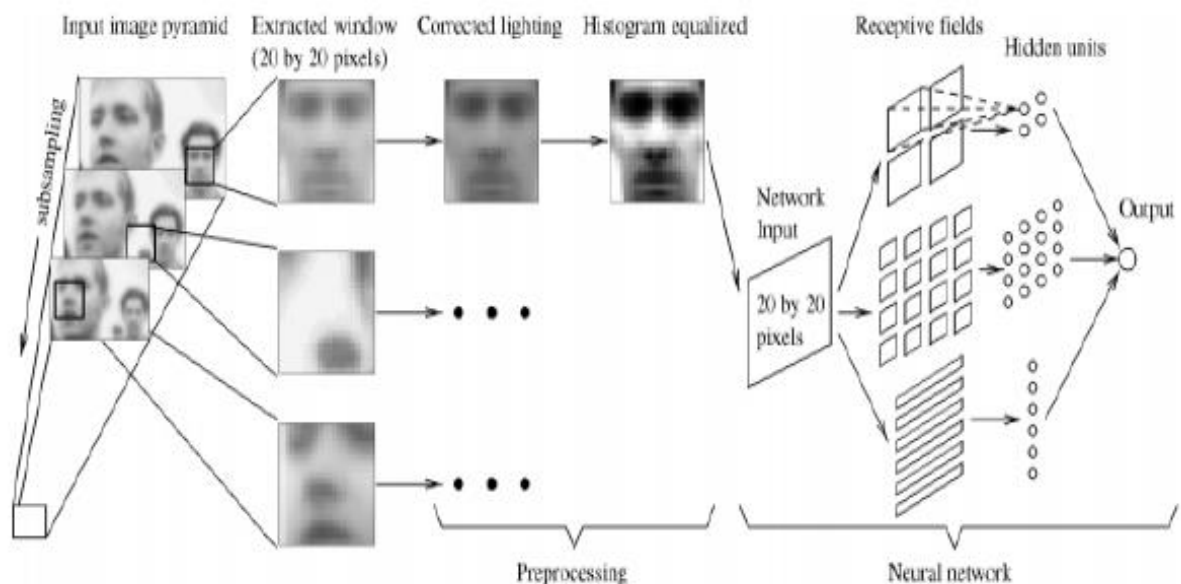 Input image pyramid
Extracted window
(20 by 20 pixels)
Corrected lighting
Histogram equalized
Receptive fields
Hidden units
subsampling
Network
Input
20 by 20
pixels
Output
Preprocessing
Neural network